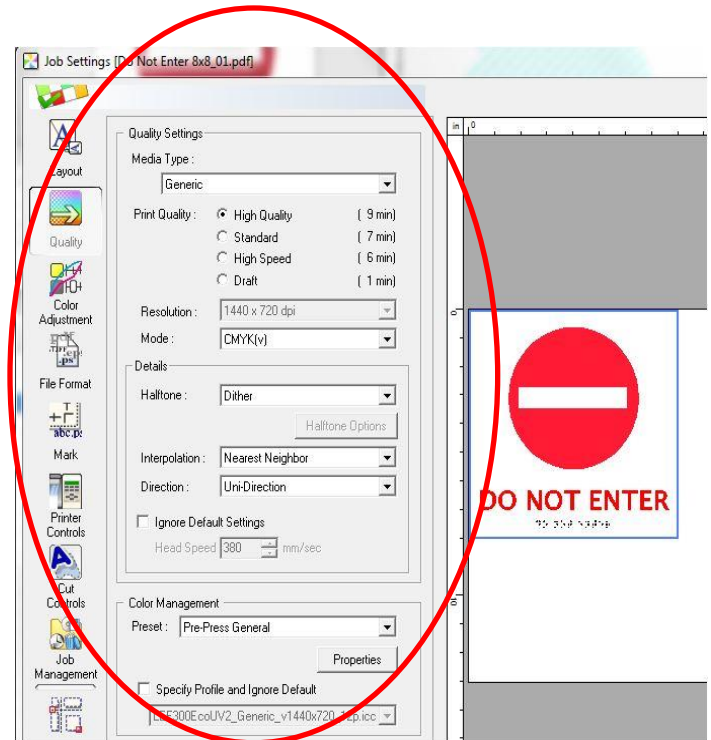 Job Settings [Do Not Enter 8x8_01.pdf]
Layout
Quality
Color
Adjustment
File Format
Mark
Printer
Controls
Cut
Controls
Job
Management
Quality Settings
Media Type :
Generic
Print Quality : High Quality ( 9 min)
Standard ( 7 min)
High Speed ( 6 min)
Draft ( 1 min)
Resolution : 1440 x 720 dpi
Mode : CMYK(v)
Details
Halftone : Dither
Halftone Options
Interpolation : Nearest Neighbor
Direction : Uni-Direction
Ignore Default Settings
Head Speed 380 mm/sec
Color Management
Preset : Pre-Press General
Properties
Specify Profile and Ignore Default
LEF300EcoUV2_Generic_v1440x720_12p.icc
in 0
0
10
DO NOT ENTER